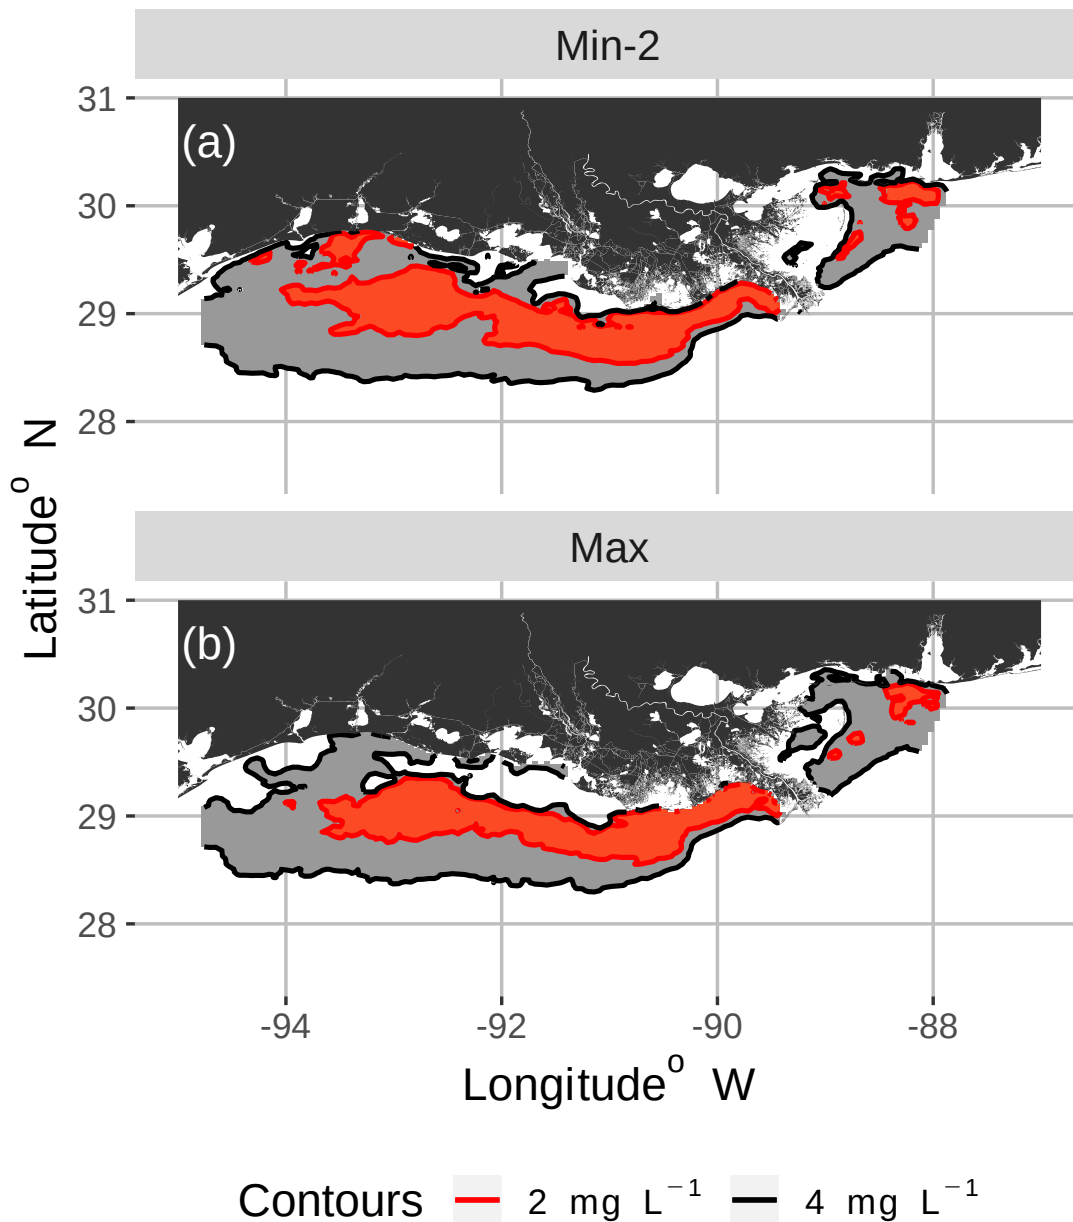 Min-2
(a)
31
30
29
28
Max
(b)
31
30
29
28
-94 -92 -90 -88
Latitude° N
Longitude° W
Contours 2 mg L⁻¹ 4 mg L⁻¹